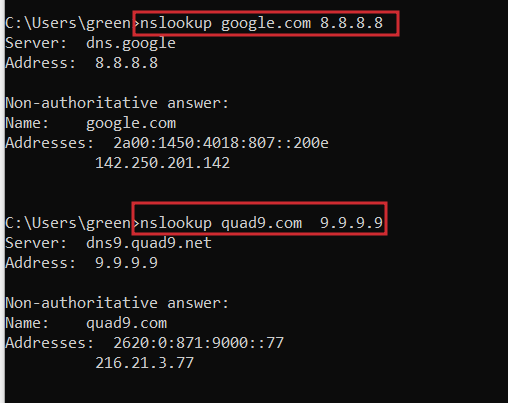 C:\Users\green>nslookup google.com 8.8.8.8
Server:  dns.google
Address:  8.8.8.8
Non-authoritative answer:
Name:    google.com
Addresses:  2a00:1450:4018:807::200e
142.250.201.142
C:\Users\green>nslookup quad9.com  9.9.9.9
Server:  dns9.quad9.net
Address:  9.9.9.9
Non-authoritative answer:
Name:    quad9.com
Addresses:  2620:0:871:9000::77
216.21.3.77